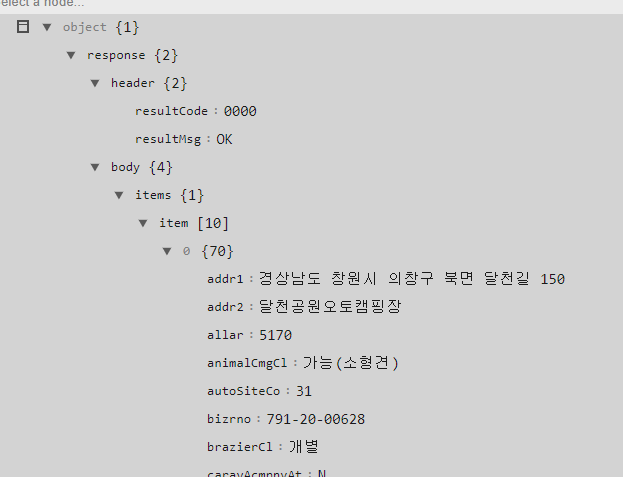 elect a node...
object {1}
response {2}
header {2}
resultCode : 0000
resultMsg : OK
body {4}
items {1}
item [10]
0 {70}
addr1 : 경상남도 창원시 의창구 북면 달천길 150
addr2 : 달천공원오토캠핑장
allar : 5170
animalCmgCl : 가능(소형견)
autoSiteCo : 31
bizrno : 791-20-00628
brazierCl : 개별
caravAcmpnyAt : N